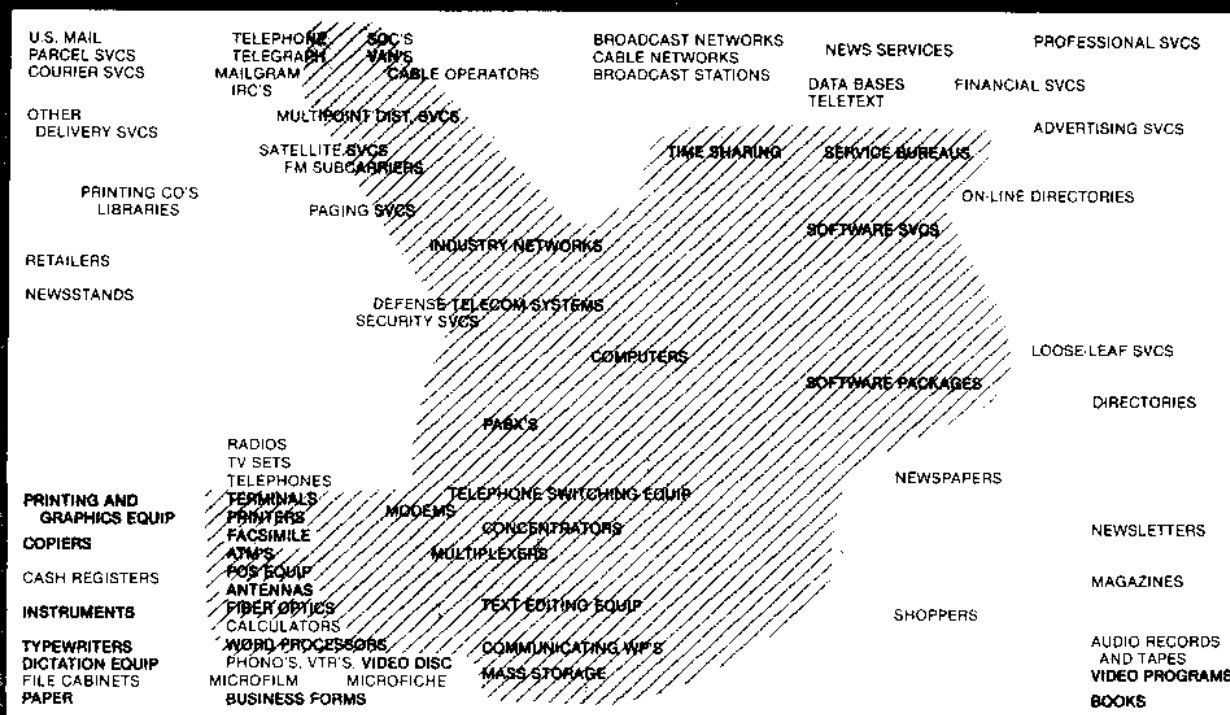 U.S. MAIL
PARCEL SVCS
COURIER SVCS
TELEPHONE
TELEGRAPH
MAILGRAM
IRC'S
SOC'S
VAN'S
CABLE OPERATORS
BROADCAST NETWORKS
CABLE NETWORKS
BROADCAST STATIONS
NEWS SERVICES
PROFESSIONAL SVCS
DATA BASES
TELETEXT
FINANCIAL SVCS
OTHER
DELIVERY SVCS
MULTIPOINT DIST. SVCS
ADVERTISING SVCS
SATELLITE SVCS
FM SUBCARRIERS
TIME SHARING
SERVICE BUREAUS
PRINTING CO'S
LIBRARIES
PAGING SVCS
ON-LINE DIRECTORIES
INDUSTRY NETWORKS
SOFTWARE SVCS
RETAILERS
NEWSSTANDS
DEFENSE TELECOM SYSTEMS
SECURITY SVCS
COMPUTERS
LOOSE-LEAF SVCS
SOFTWARE PACKAGES
DIRECTORIES
PABX'S
RADIOS
TV SETS
TELEPHONES
TERMINALS
PRINTERS
FACSIMILE
ATM'S
POS EQUIP
ANTENNAS
FIBER OPTICS
CALCULATORS
WORD PROCESSORS
PHONO'S, VTR'S, VIDEO DISC
MICROFILM
MICROFICHE
BUSINESS FORMS
PRINTING AND
GRAPHICS EQUIP
COPIERS
CASH REGISTERS
INSTRUMENTS
TYPEWRITERS
DICTATION EQUIP
FILE CABINETS
PAPER
MODEMS
TELEPHONE SWITCHING EQUIP
CONCENTRATORS
MULTIPLEXERS
TEXT EDITING EQUIP
COMMUNICATING WP'S
MASS STORAGE
NEWSPAPERS
SHOPPERS
NEWSLETTERS
MAGAZINES
AUDIO RECORDS
AND TAPES
VIDEO PROGRAMS
BOOKS